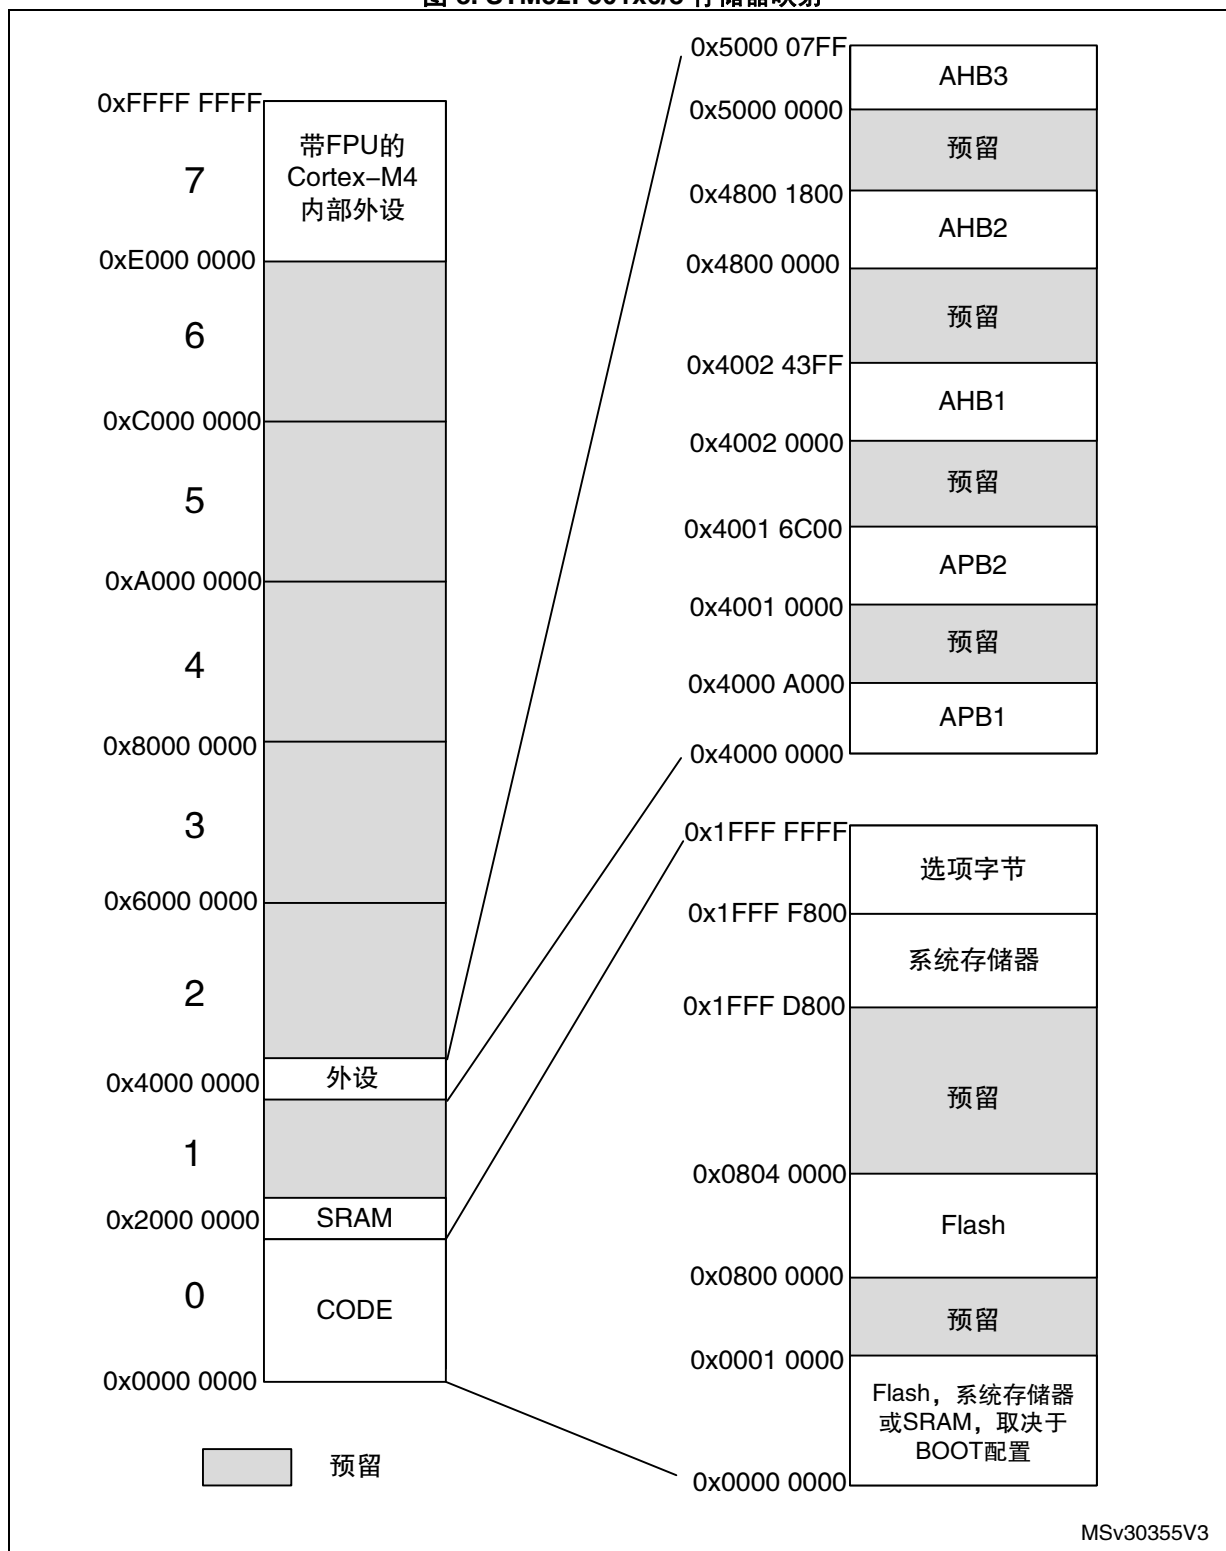 0xFFFF FFFF
7
带FPU的
Cortex–M4
内部外设
0xE000 0000
6
0xC000 0000
5
0xA000 0000
4
0x8000 0000
3
0x6000 0000
2
0x4000 0000
外设
1
0x2000 0000
SRAM
0
CODE
0x0000 0000
预留
0x5000 07FF
AHB3
0x5000 0000
预留
0x4800 1800
AHB2
0x4800 0000
预留
0x4002 43FF
AHB1
0x4002 0000
预留
0x4001 6C00
APB2
0x4001 0000
预留
0x4000 A000
APB1
0x4000 0000
0x1FFF FFFF
选项字节
0x1FFF F800
系统存储器
0x1FFF D800
预留
0x0804 0000
Flash
0x0800 0000
预留
0x0001 0000
Flash，系统存储器
或SRAM，取决于
BOOT配置
0x0000 0000
MSv30355V3